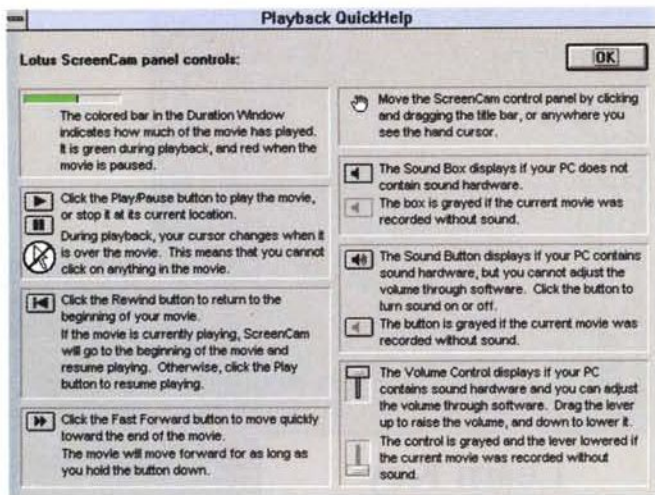 Playback QuickHelp
Lotus ScreenCam panel controls:
OK
The colored bar in the Duration Window
indicates how much of the movie has played.
It is green during playback, and red when the
movie is paused.
Click the Play/Pause button to play the movie,
or stop it at its current location.
During playback, your cursor changes when it
is over the movie. This means that you cannot
click on anything in the movie.
Click the Rewind button to return to the
beginning of your movie.
If the movie is currently playing, ScreenCam
will go to the beginning of the movie and
resume playing. Otherwise, click the Play
button to resume playing.
Click the Fast Forward button to move quickly
toward the end of the movie.
The movie will move forward for as long as
you hold the button down.
Move the ScreenCam control panel by clicking
and dragging the title bar, or anywhere you
see the hand cursor.
The Sound Box displays if your PC does not
contain sound hardware.
The box is grayed if the current movie was
recorded without sound.
The Sound Button displays if your PC contains
sound hardware, but you cannot adjust the
volume through software. Click the button to
turn sound on or off.
The button is grayed if the current movie was
recorded without sound.
The Volume Control displays if your PC
contains sound hardware and you can adjust
the volume through software. Drag the lever
up to raise the volume, and down to lower it.
The control is grayed and the lever lowered if
the current movie was recorded without
sound.